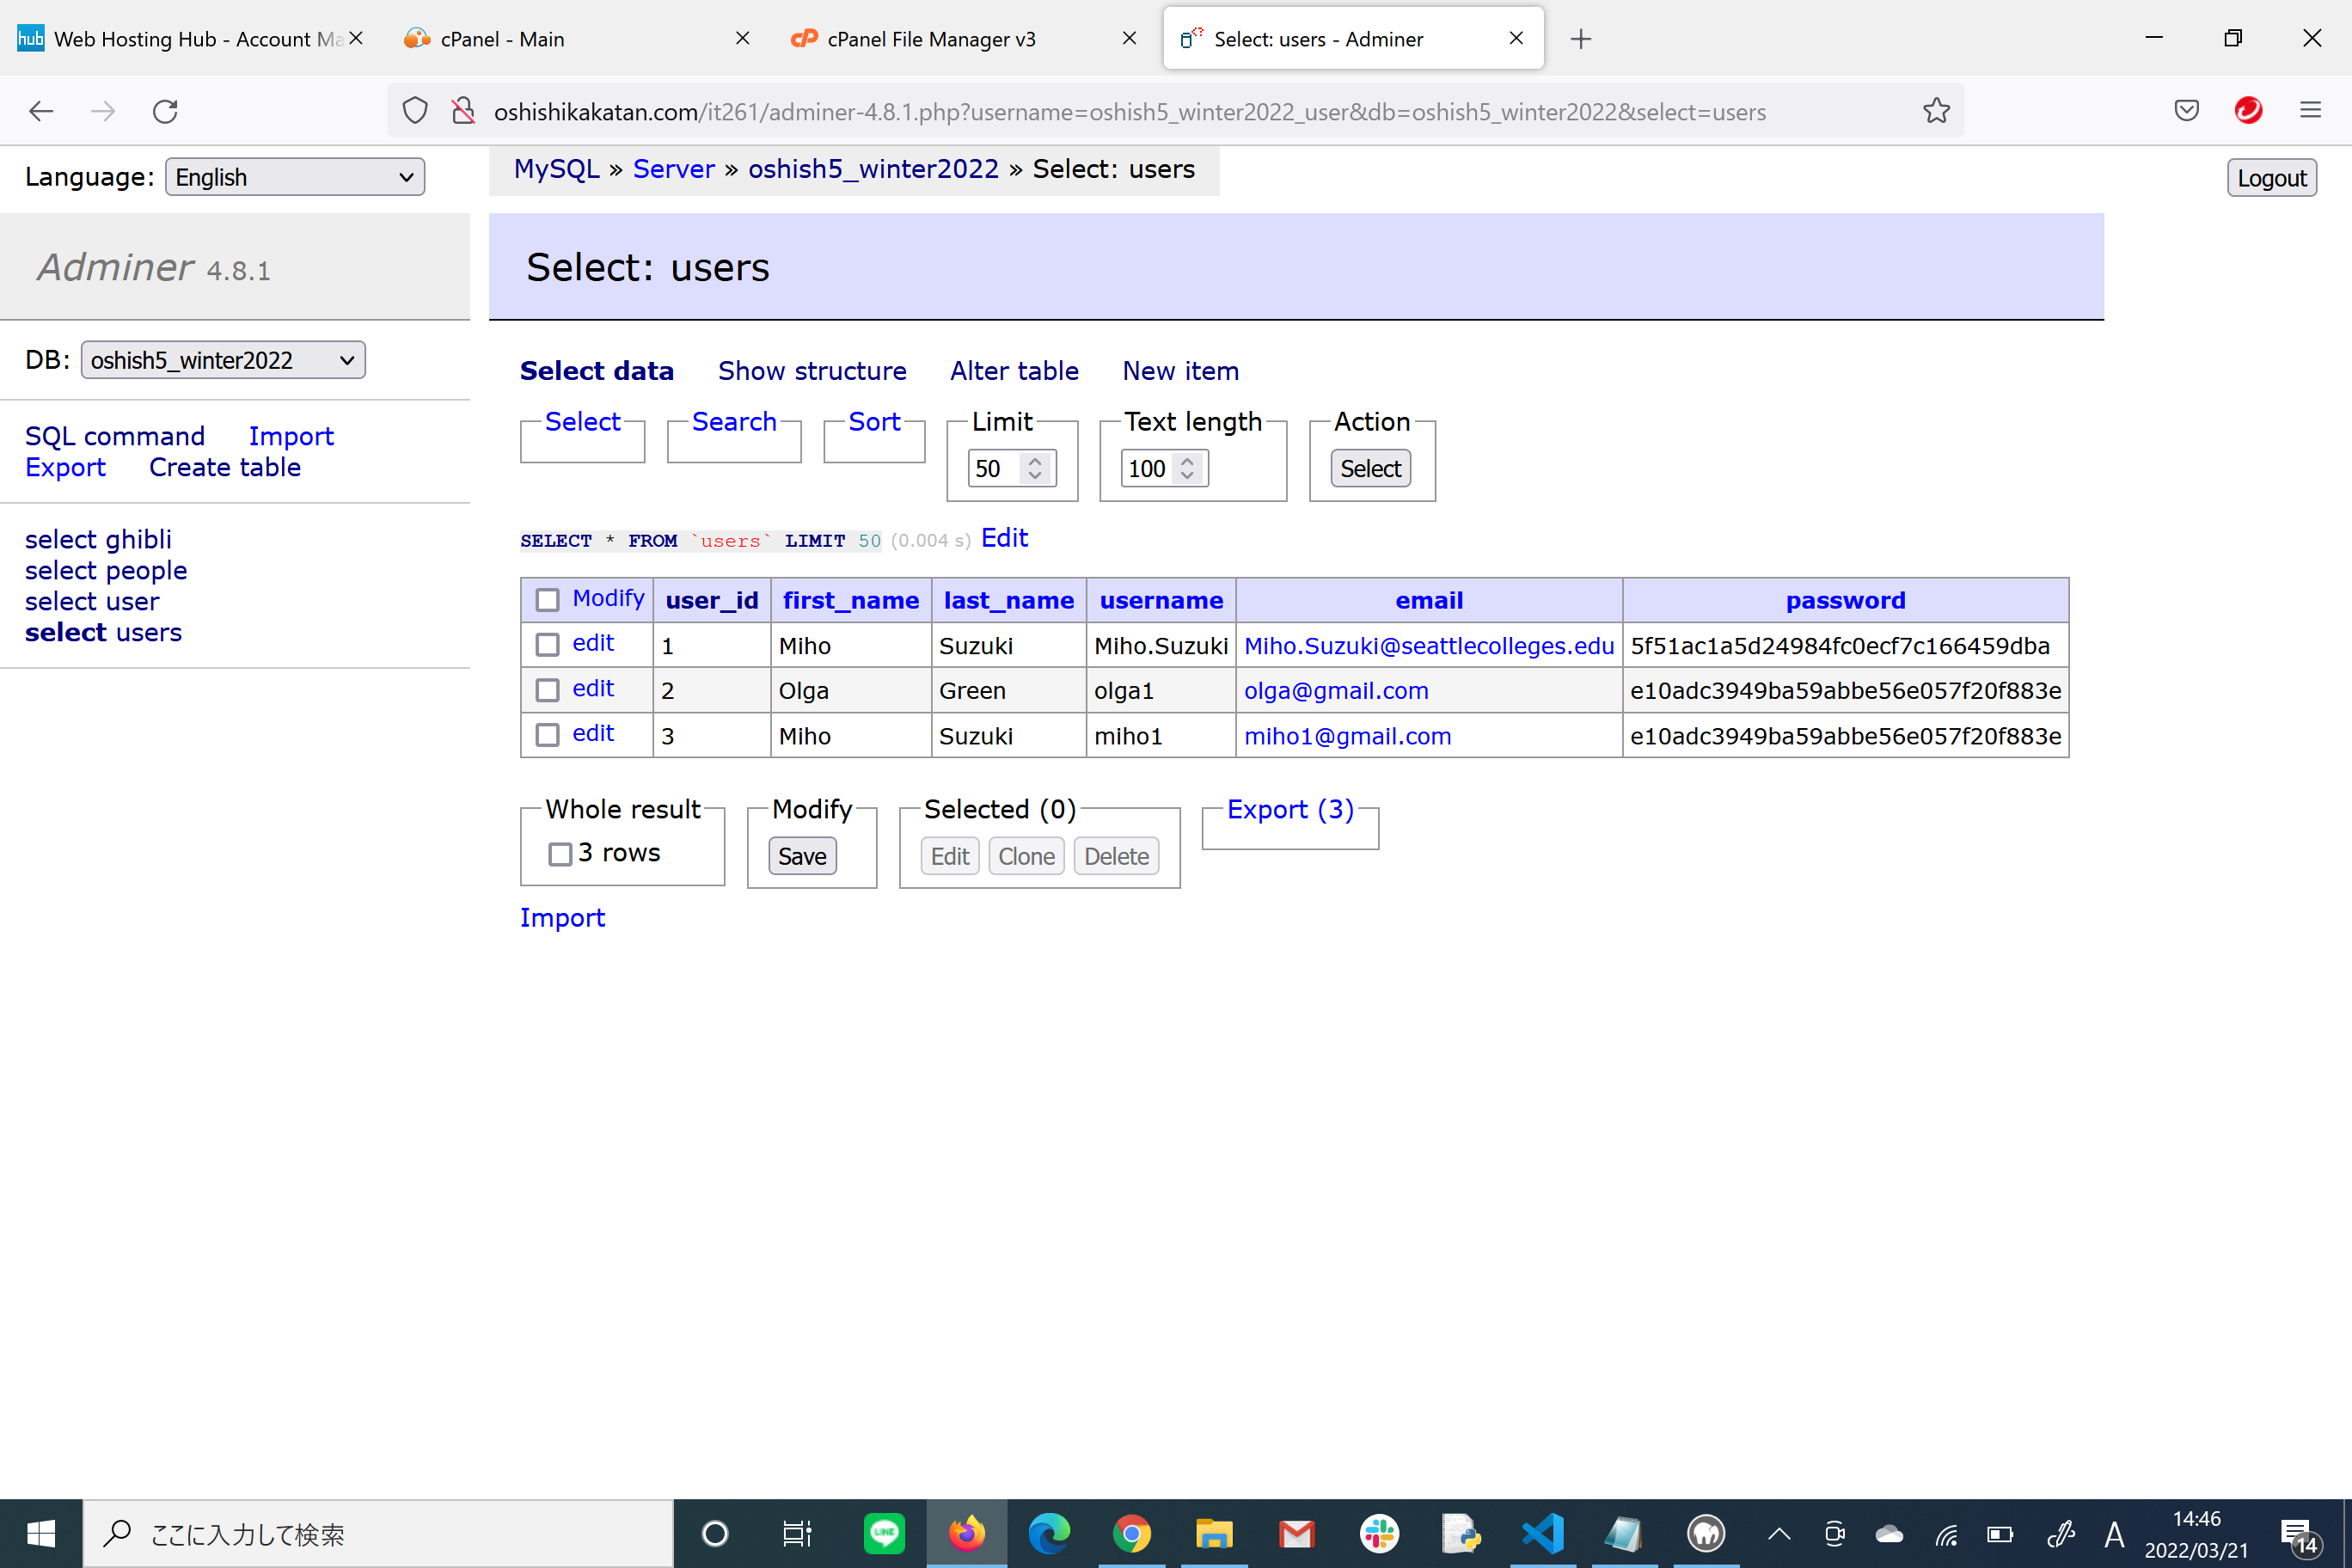 hub Web Hosting Hub - Account Ma
cPanel - Main
cPanel File Manager v3
Select: users - Adminer
oshishikakatan.com/it261/adminer-4.8.1.php?username=oshish5_winter2022_user&db=oshish5_winter2022&select=users
Language: English
MySQL » Server » oshish5_winter2022 » Select: users
Logout
Adminer 4.8.1
Select: users
DB: oshish5_winter2022
SQL command Import
Export Create table
select ghibli
select people
select user
select users
Select data Show structure Alter table New item
Select Search Sort Limit Text length Action
50 100 Select
SELECT * FROM `users` LIMIT 50 (0.004 s) Edit
Modify user_id first_name last_name username email password
edit 1 Miho Suzuki Miho.Suzuki Miho.Suzuki@seattlecolleges.edu 5f51ac1a5d24984fc0ecf7c166459dba
edit 2 Olga Green olga1 olga@gmail.com e10adc3949ba59abbe56e057f20f883e
edit 3 Miho Suzuki miho1 miho1@gmail.com e10adc3949ba59abbe56e057f20f883e
Whole result Modify Selected (0) Export (3)
3 rows Save Edit Clone Delete
Import
ここに入力して検索
LINE
A
14:46
2022/03/21
14